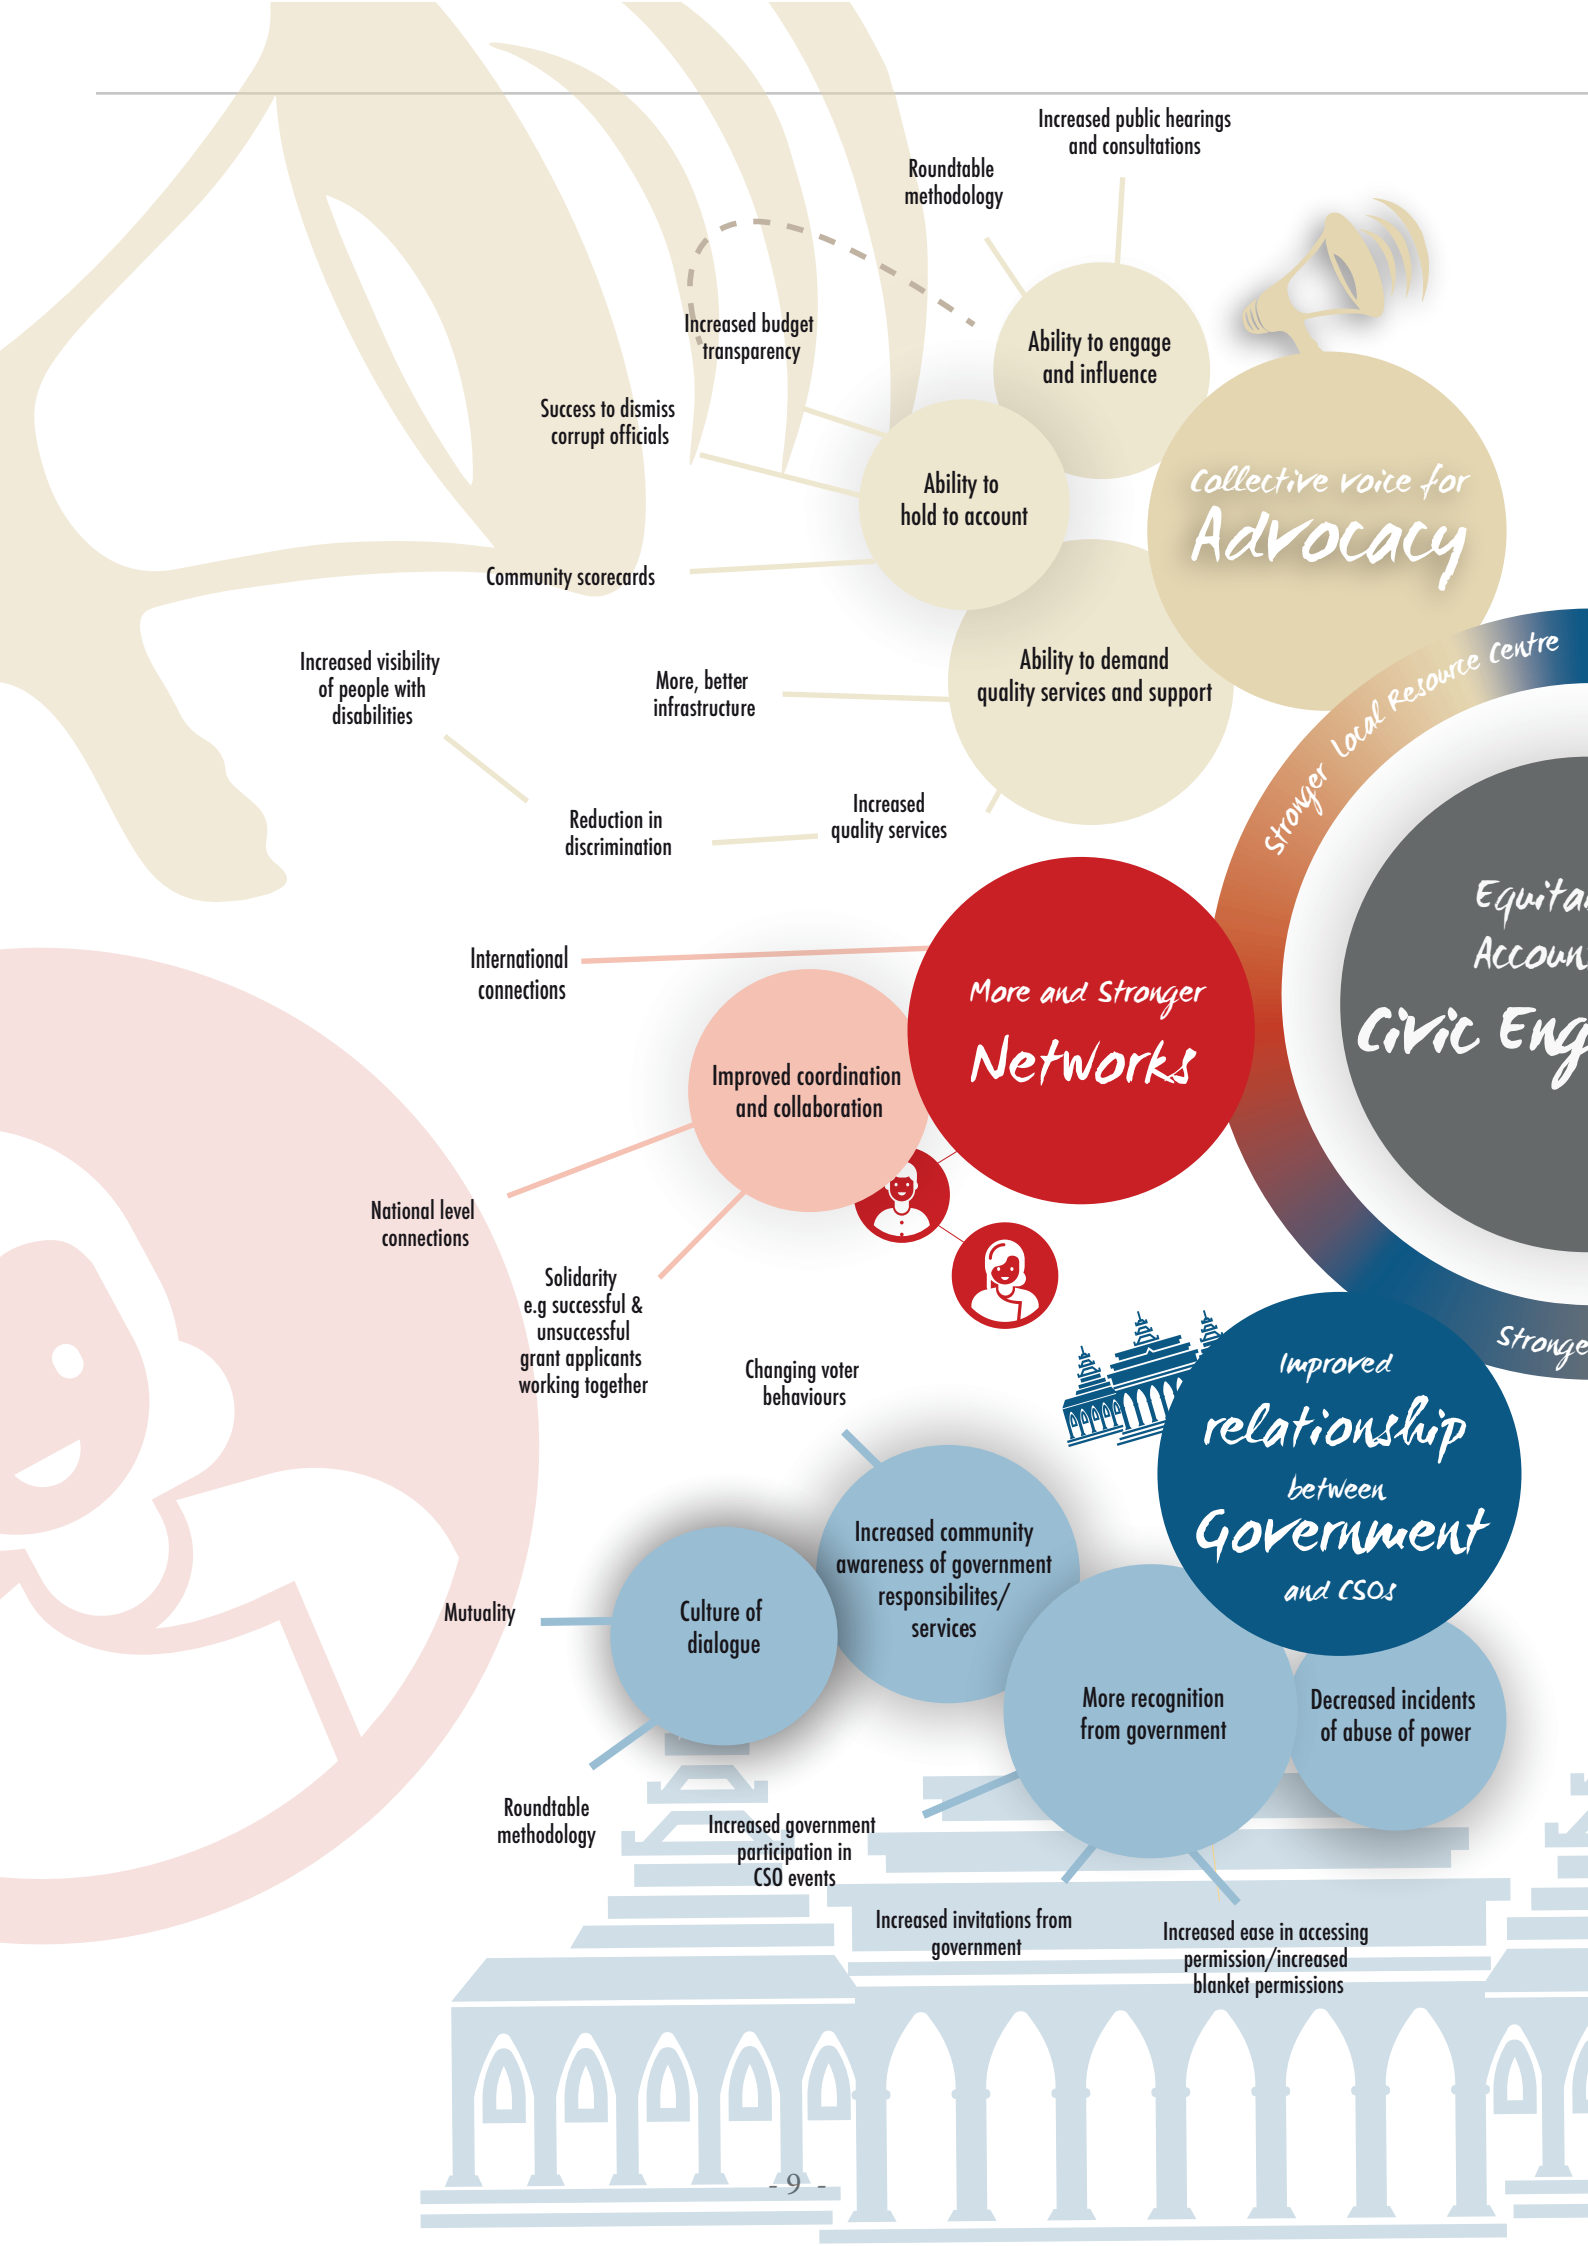 Increased public hearings
and consultations
Roundtable
methodology
Increased budget
transparency
Ability to engage
and influence
Success to dismiss
corrupt officials
Ability to
hold to account
Collective voice for
Advocacy
Community scorecards
Increased visibility
of people with
disabilities
More, better
infrastructure
Ability to demand
quality services and support
Stronger Local Resource Centre
Reduction in
discrimination
Increased
quality services
Equita
Accoun
Civic Eng
International
connections
More and Stronger
Networks
Improved coordination
and collaboration
National level
connections
Solidarity
e.g successful &
unsuccessful
grant applicants
working together
Stronge
Changing voter
behaviours
Improved
relationship
between
Government
and CSOs
Increased community
awareness of government
responsibilites/
services
Mutuality
Culture of
dialogue
More recognition
from government
Decreased incidents
of abuse of power
Roundtable
methodology
Increased government
participation in
CSO events
Increased invitations from
government
Increased ease in accessing
permission/increased
blanket permissions
- 9 -